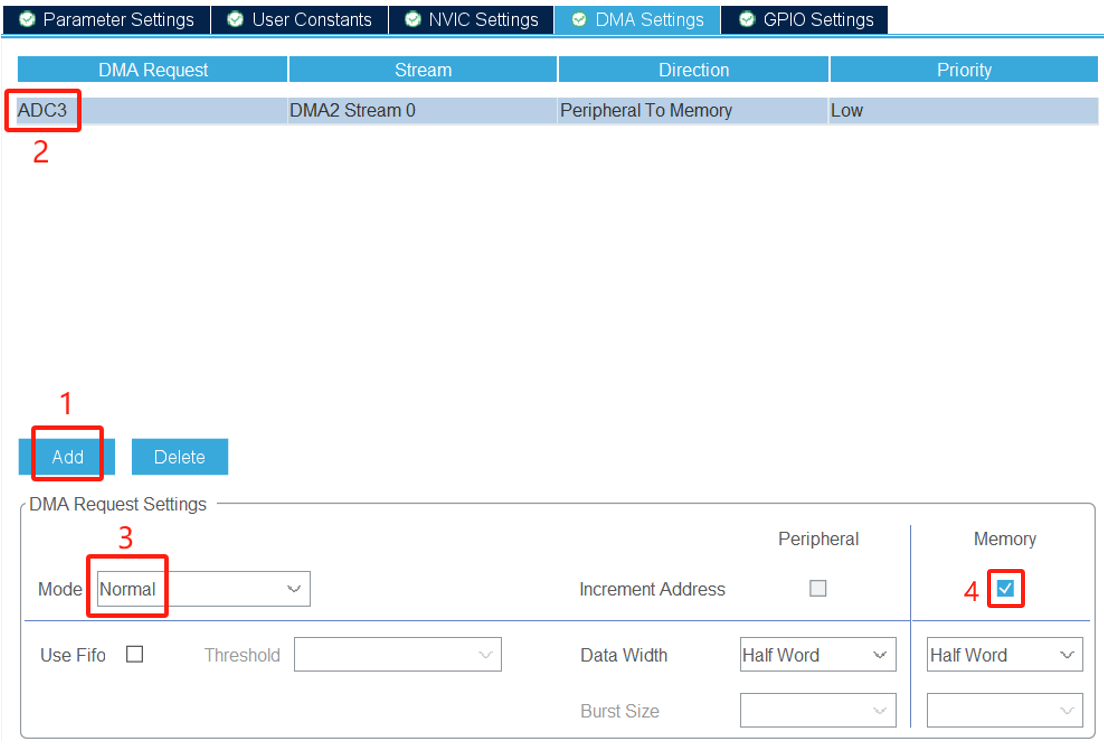 Parameter Settings User Constants NVIC Settings DMA Settings GPIO Settings
DMA Request Stream Direction Priority
ADC3 DMA2 Stream 0 Peripheral To Memory Low
2
1
Add Delete
DMA Request Settings
3
Peripheral Memory
Mode Normal Increment Address 4
Use Fifo Threshold Data Width Half Word Half Word
Burst Size